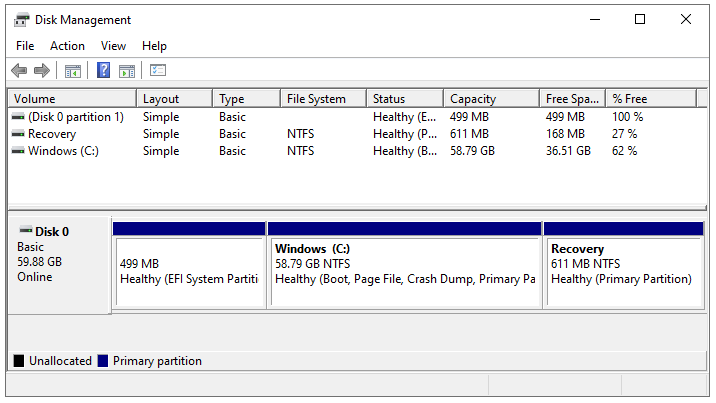 Disk Management
File Action View Help
Volume Layout Type File System Status Capacity Free Spa... % Free
(Disk 0 partition 1) Simple Basic Healthy (E... 499 MB 499 MB 100 %
Recovery Simple Basic NTFS Healthy (P... 611 MB 168 MB 27 %
Windows (C:) Simple Basic NTFS Healthy (B... 58.79 GB 36.51 GB 62 %
Disk 0
Basic
59.88 GB
Online
499 MB
Healthy (EFI System Partiti
Windows (C:)
58.79 GB NTFS
Healthy (Boot, Page File, Crash Dump, Primary Pa
Recovery
611 MB NTFS
Healthy (Primary Partition)
Unallocated Primary partition